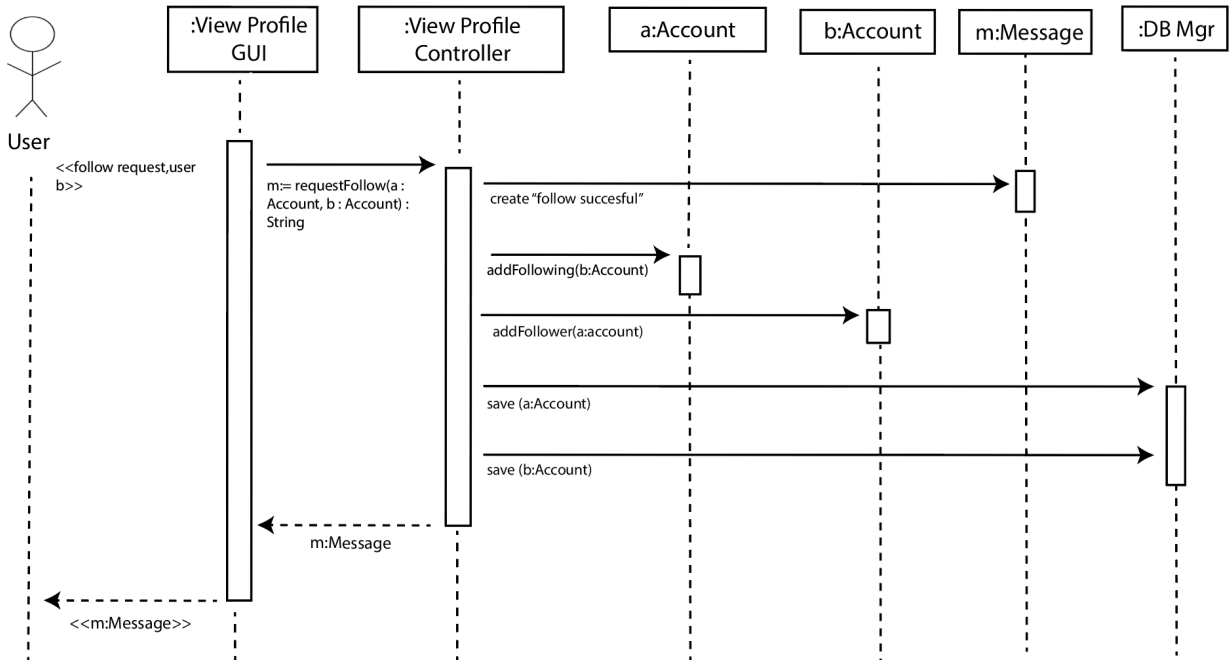 :View Profile
GUI
:View Profile
Controller
a:Account
b:Account
m:Message
:DB Mgr
User
<<follow request,user
b>>
m:= requestFollow(a :
Account, b : Account) :
String
create “follow succesful”
addFollowing(b:Account)
addFollower(a:account)
save (a:Account)
save (b:Account)
m:Message
<<m:Message>>